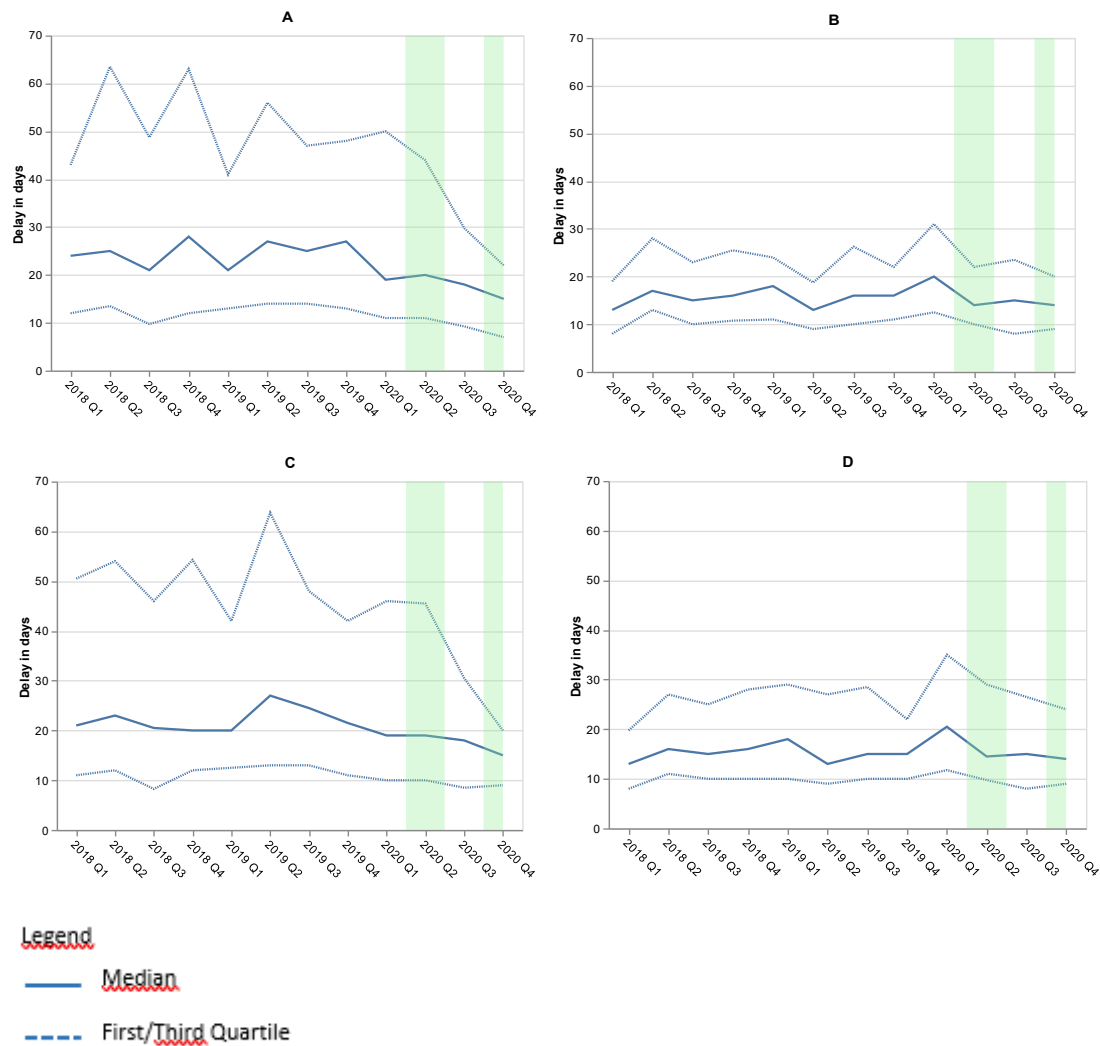 A
70
60
50
40
30
20
10
0
Delay in days
2018 Q1
2018 Q2
2018 Q3
2018 Q4
2019 Q1
2019 Q2
2019 Q3
2019 Q4
2020 Q1
2020 Q2
2020 Q3
2020 Q4
B
70
60
50
40
30
20
10
0
Delay in days
2018 Q1
2018 Q2
2018 Q3
2018 Q4
2019 Q1
2019 Q2
2019 Q3
2019 Q4
2020 Q1
2020 Q2
2020 Q3
2020 Q4
C
70
60
50
40
30
20
10
0
Delay in days
2018 Q1
2018 Q2
2018 Q3
2018 Q4
2019 Q1
2019 Q2
2019 Q3
2019 Q4
2020 Q1
2020 Q2
2020 Q3
2020 Q4
D
70
60
50
40
30
20
10
0
Delay in days
2018 Q1
2018 Q2
2018 Q3
2018 Q4
2019 Q1
2019 Q2
2019 Q3
2019 Q4
2020 Q1
2020 Q2
2020 Q3
2020 Q4
Legend
Median
First/Third Quartile